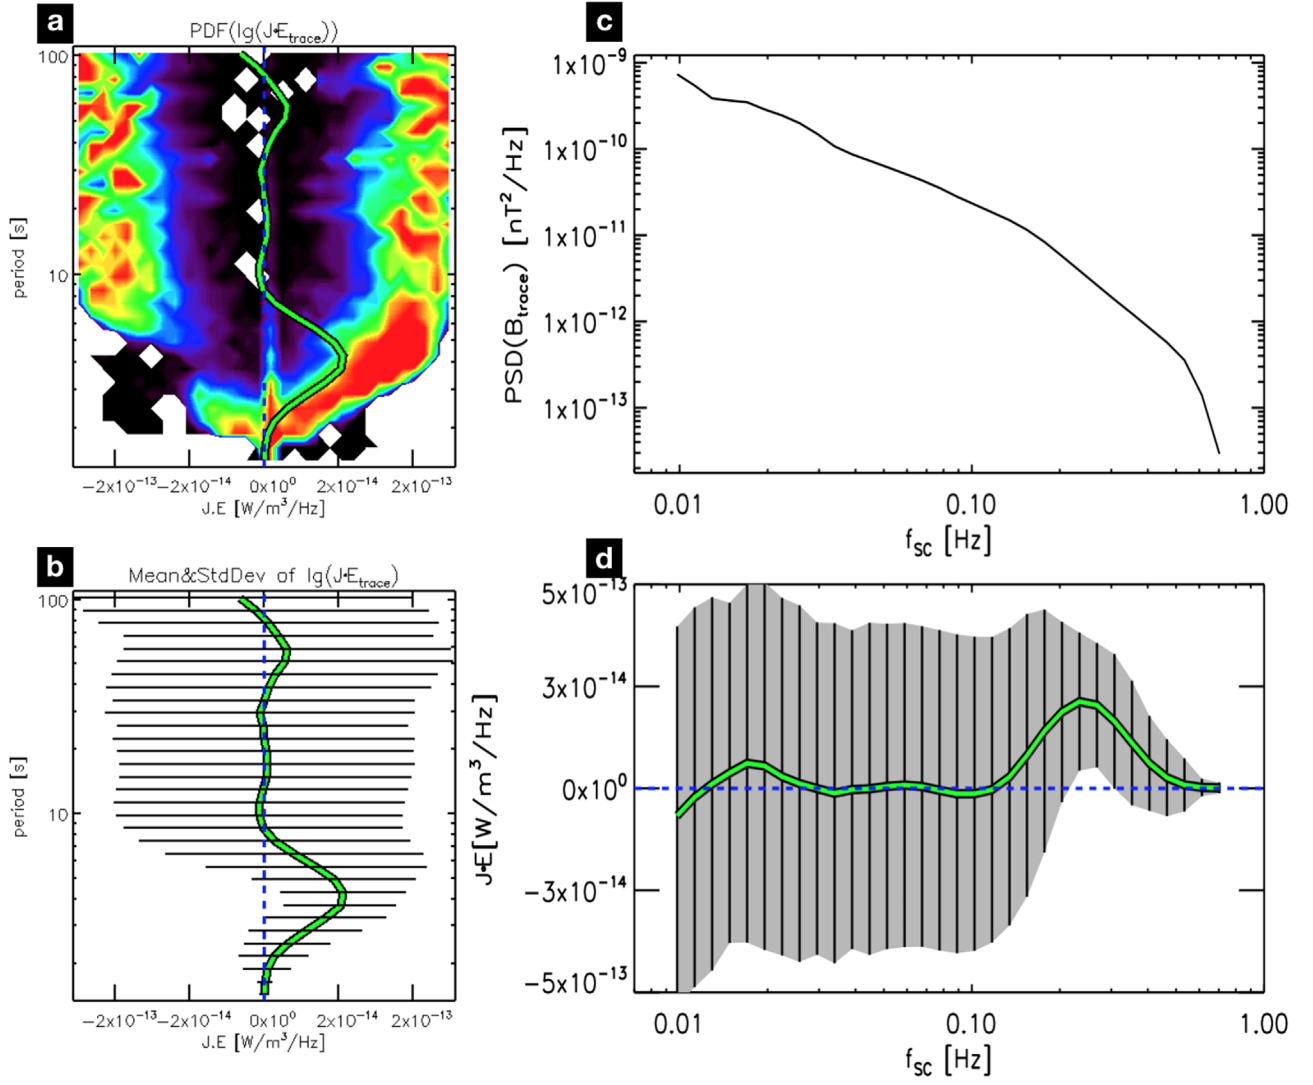 a
PDF(lg(J•E_trace))
100
10
period [s]
−2x10^−13 −2x10^−14 0x10^0 2x10^−14 2x10^−13
J.E [W/m^3/Hz]
b
Mean&StdDev of lg(J•E_trace)
100
10
period [s]
−2x10^−13 −2x10^−14 0x10^0 2x10^−14 2x10^−13
J.E [W/m^3/Hz]
c
1x10^−9
1x10^−10
1x10^−11
1x10^−12
1x10^−13
PSD(B_trace) [nT^2/Hz]
0.01 0.10 1.00
f_sc [Hz]
d
5x10^−13
3x10^−14
0x10^0
−3x10^−14
−5x10^−13
J•E[W/m^3/Hz]
0.01 0.10 1.00
f_sc [Hz]